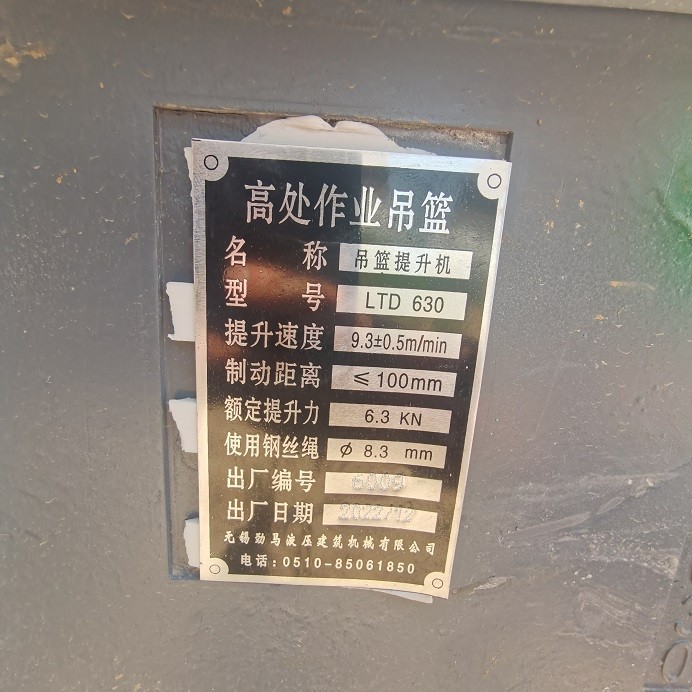 高处作业吊篮
名 称 吊篮提升机
型 号 LTD 630
提升速度 9.3±0.5m/min
制动距离 ≤100mm
额定提升力 6.3 KN
使用钢丝绳 φ 8.3 mm
出厂编号
出厂日期 2022/12
无锡劲马液压建筑机械有限公司
电话：0510-85061850